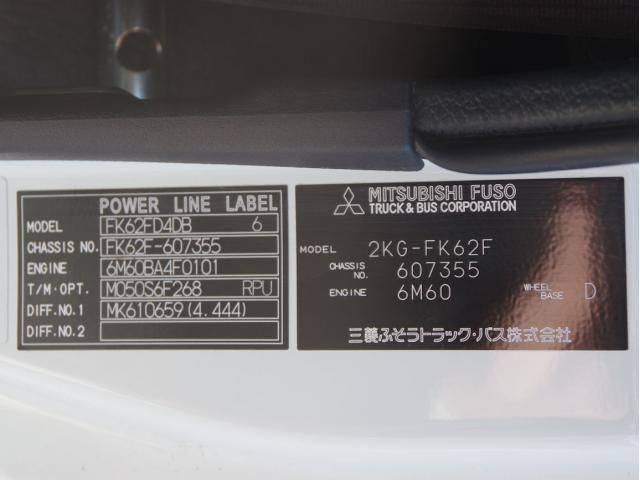 POWER LINE LABEL
MODEL FK62FD4DB 6
CHASSIS NO. FK62F-607355
ENGINE 6M60BA4F0101
T/M·OPT. M050S6F268 RPU
DIFF.NO.1 MK610659(4.444)
DIFF.NO.2
MITSUBISHI FUSO
TRUCK & BUS CORPORATION
MODEL 2KG-FK62F
CHASSIS NO. 607355
ENGINE 6M60 WHEEL BASE D
三菱ふそうトラック・バス株式会社